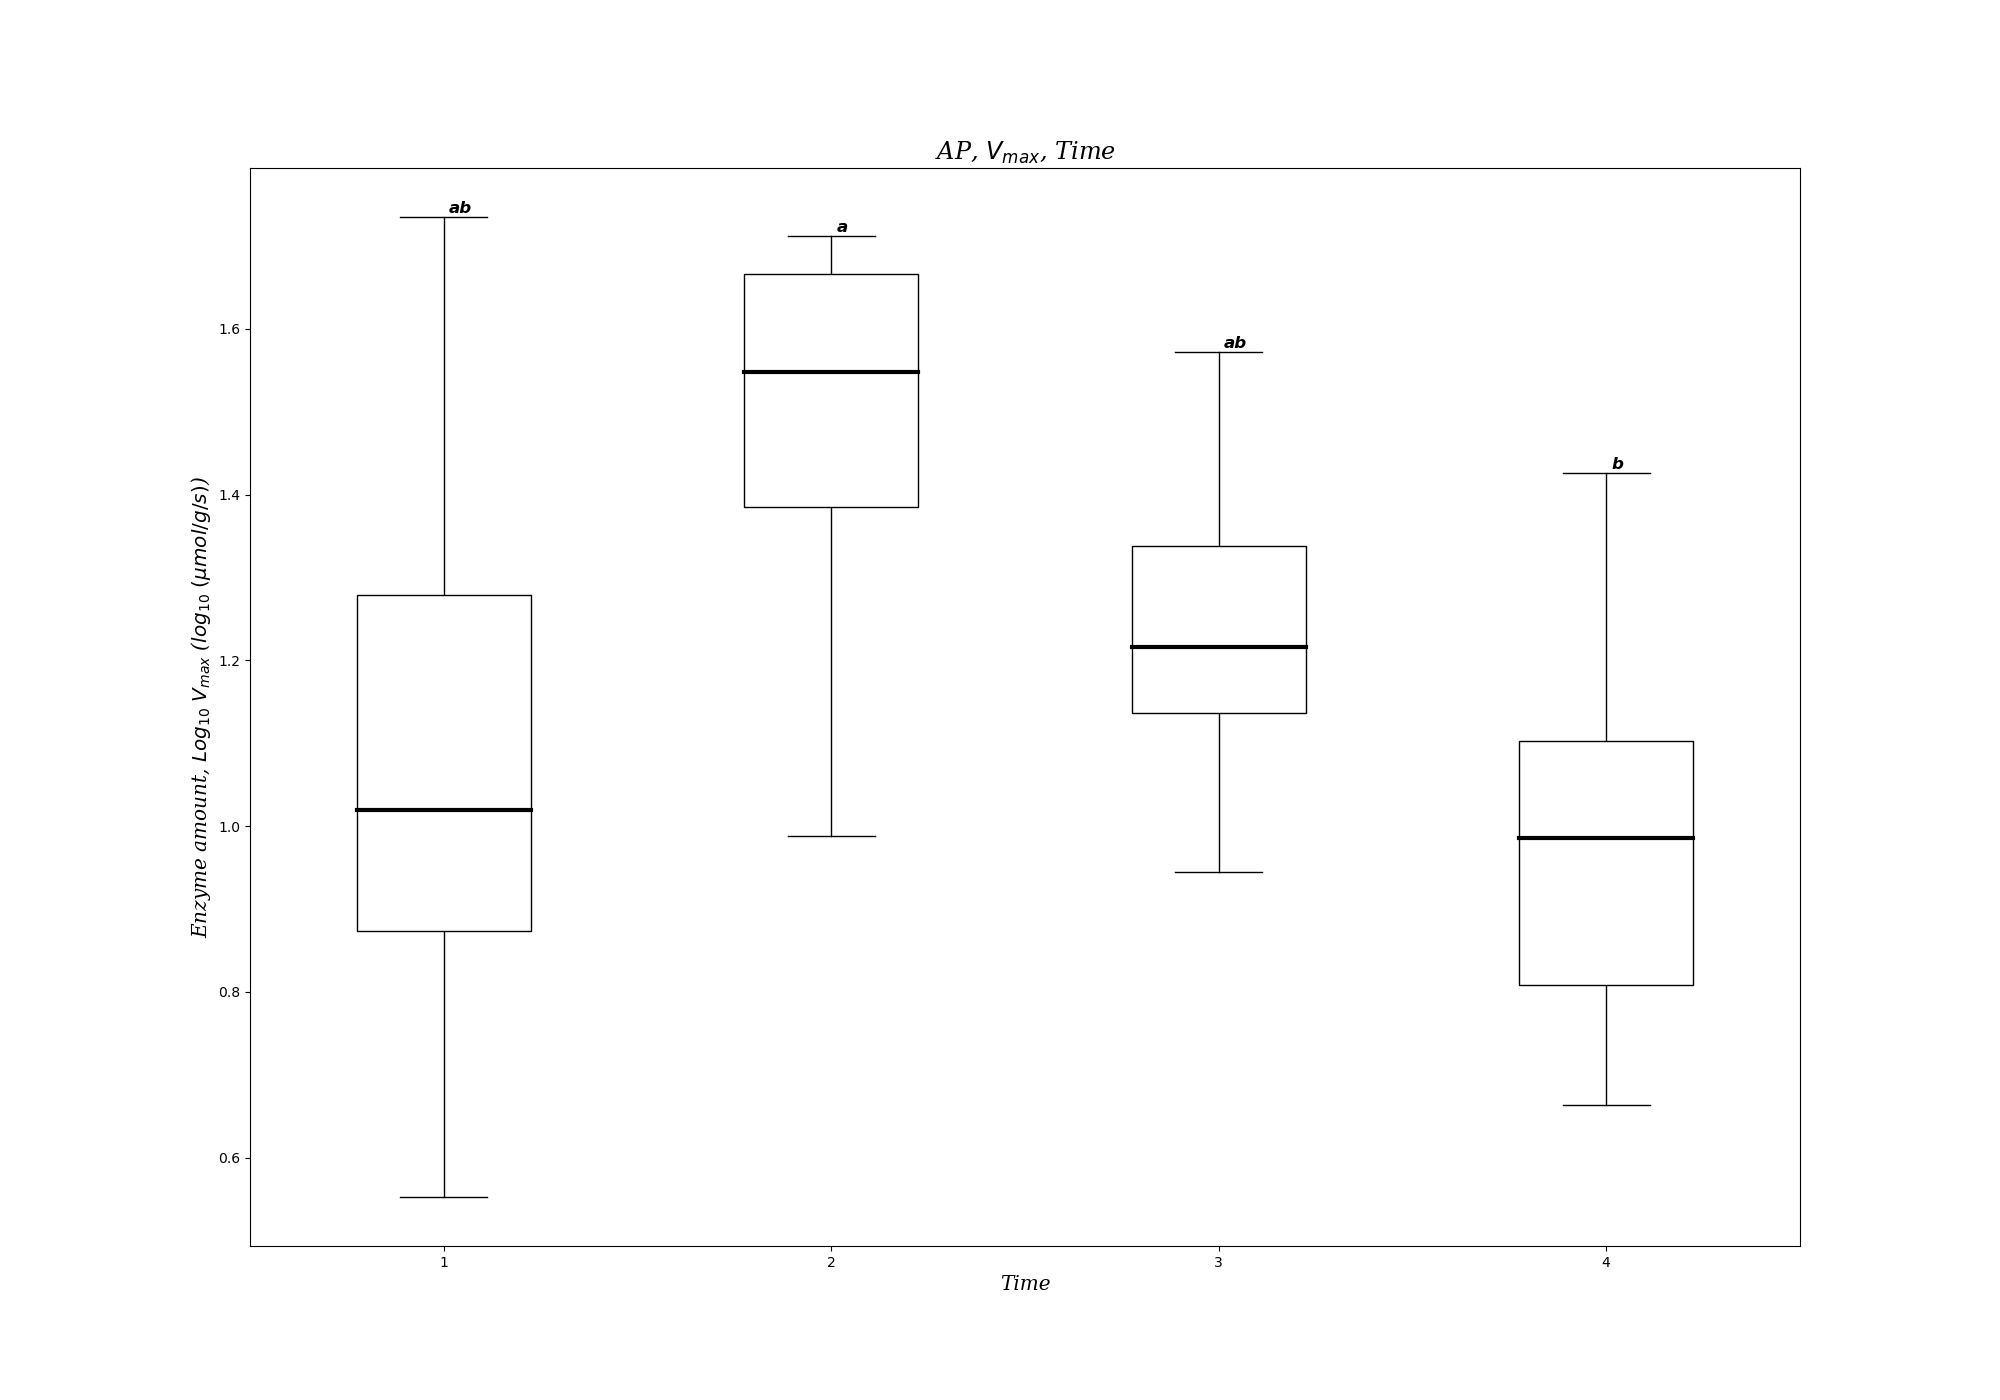 AP, Vmax, Time
ab
a
ab
b
1.6
1.4
1.2
1.0
0.8
0.6
Enzyme amount, Log10 Vmax (log10 (μmol/g/s))
1 2 3 4
Time